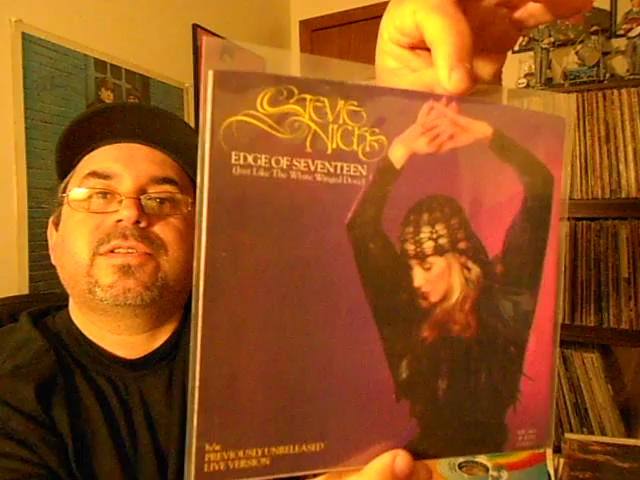 Stevie
Nicks
EDGE OF SEVENTEEN
(Just Like The White Winged Dove)
b/w
PREVIOUSLY UNRELEASED
LIVE VERSION